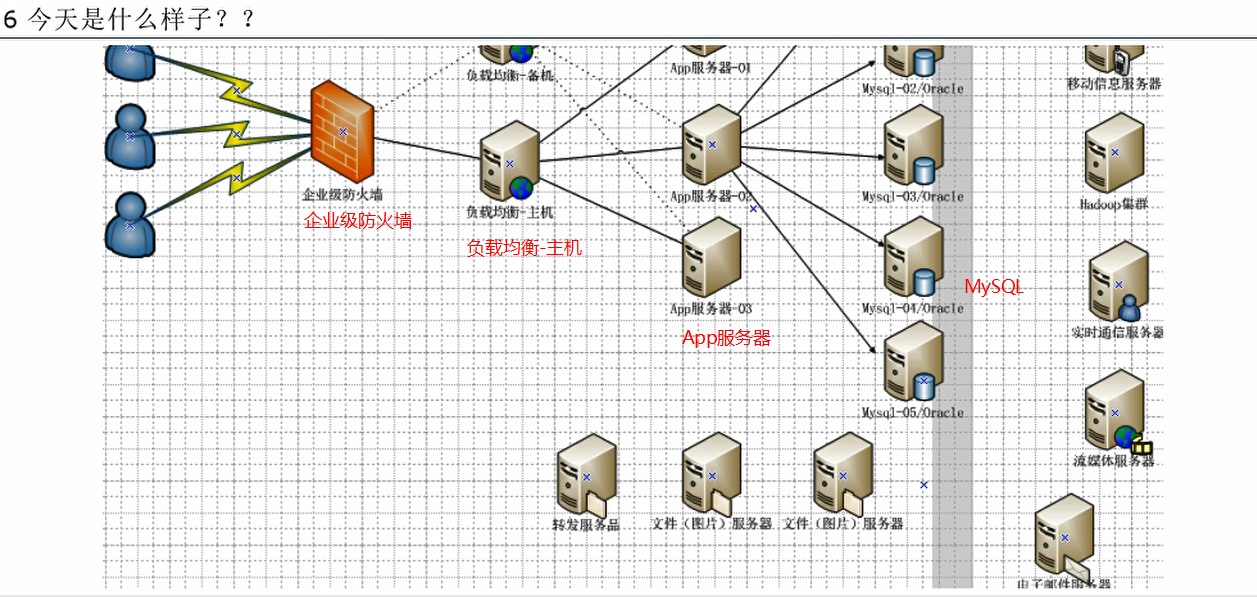 6 今天是什么样子？？
负载均衡-备机
App服务器-01
Mysql-02/Oracle
移动信息服务器
企业级防火墙
企业级防火墙
负载均衡-主机
负载均衡-主机
App服务器-02
Mysql-03/Oracle
Hadoop集群
App服务器-03
App服务器
Mysql-04/Oracle
MySQL
实时通信服务器
Mysql-05/Oracle
流媒体服务器
转发服务品
文件（图片）服务器
文件（图片）服务器
电子邮件服务器